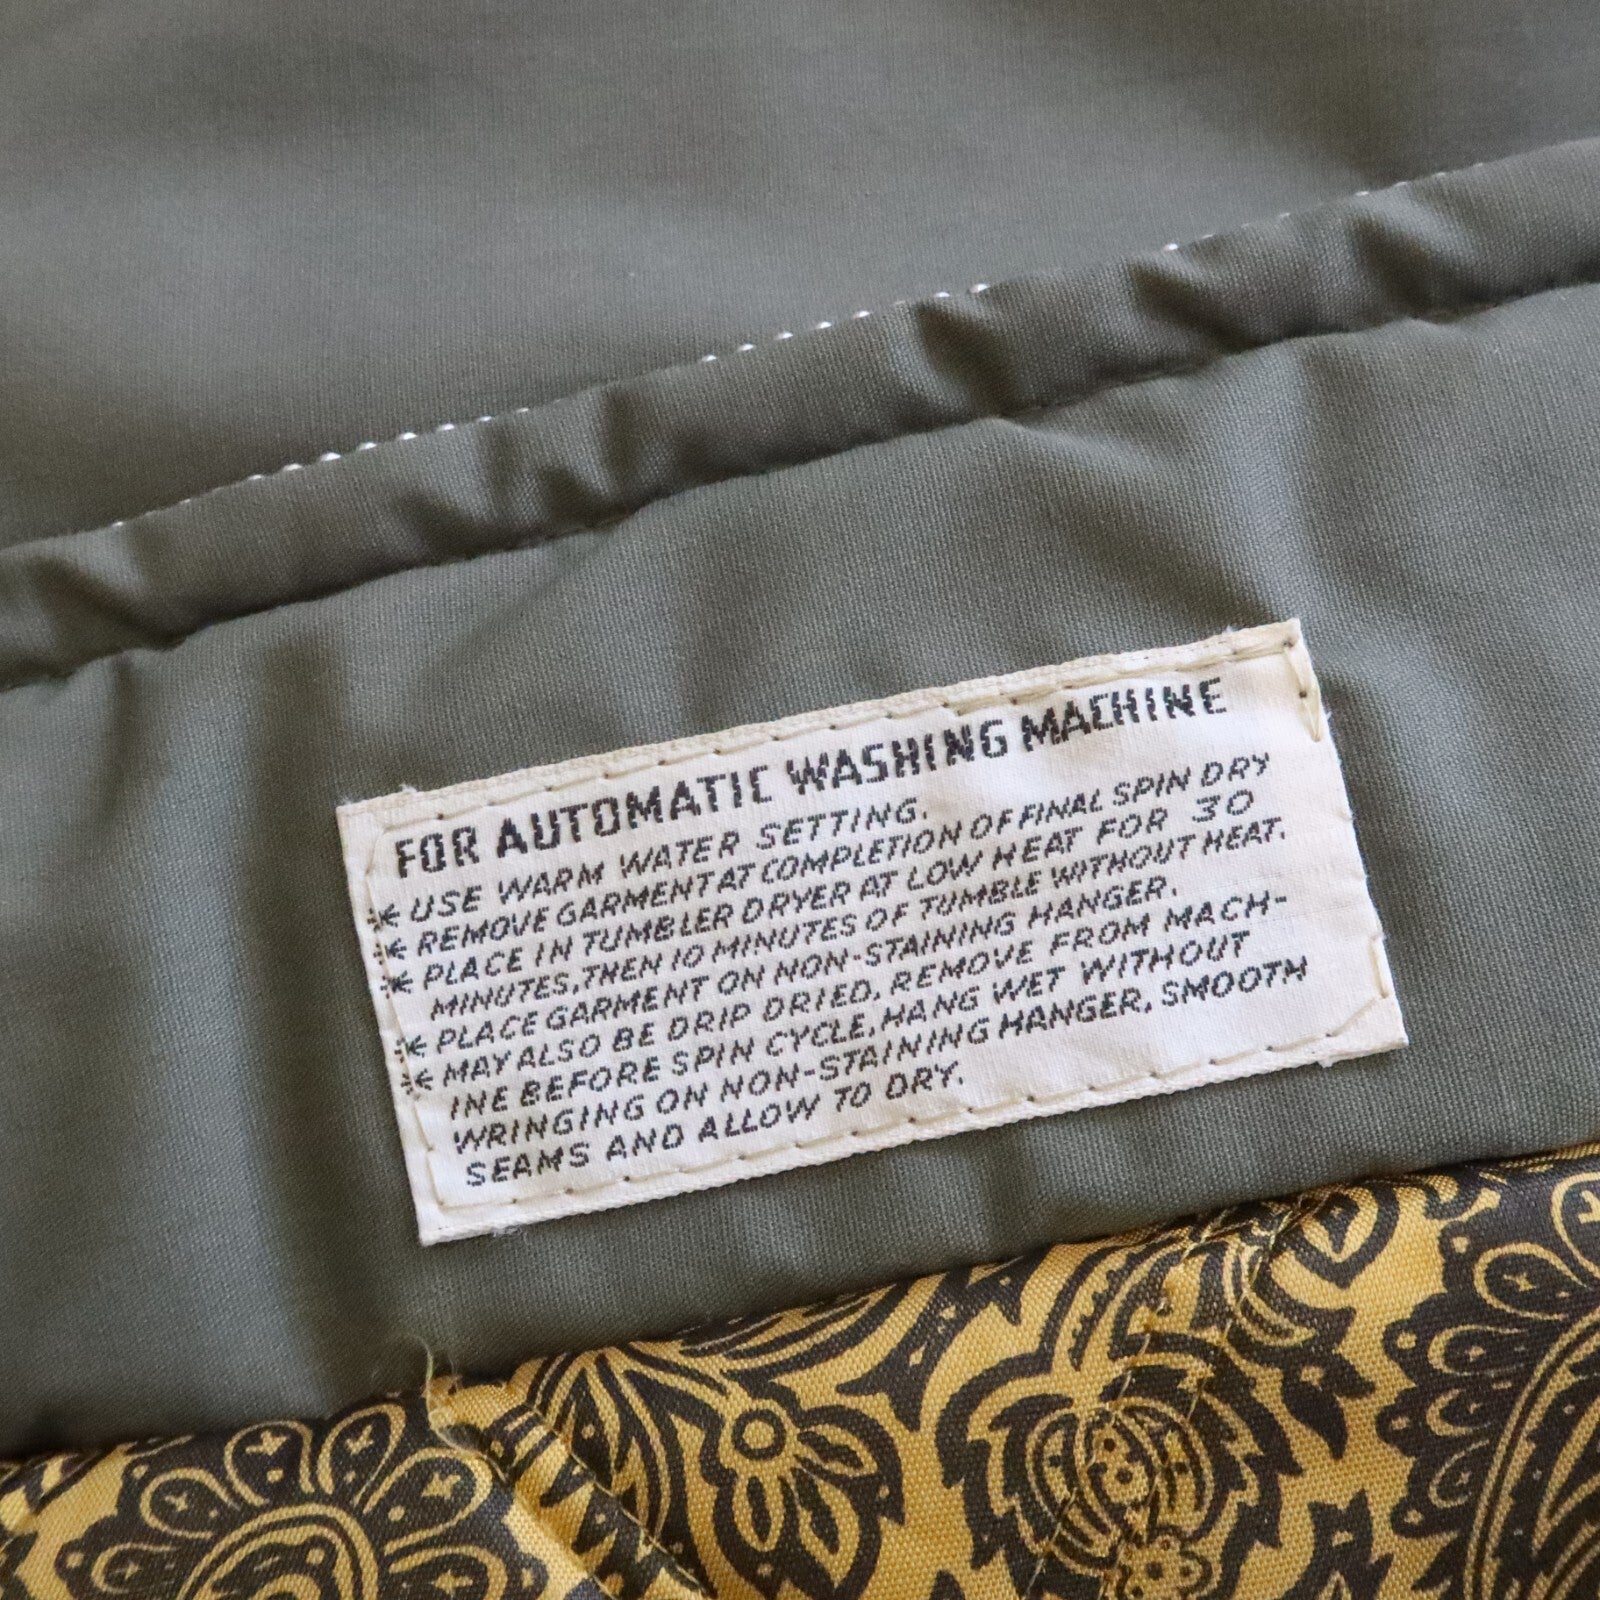 FOR AUTOMATIC WASHING MACHINE
* USE WARM WATER SETTING.
* REMOVE GARMENT AT COMPLETION OF FINAL SPIN DRY
* PLACE IN TUMBLER DRYER AT LOW HEAT FOR 30
MINUTES, THEN 10 MINUTES OF TUMBLE WITHOUT HEAT.
* PLACE GARMENT ON NON-STAINING HANGER.
* MAY ALSO BE DRIP DRIED, REMOVE FROM MACH-
INE BEFORE SPIN CYCLE, HANG WET WITHOUT
WRINGING ON NON-STAINING HANGER, SMOOTH
SEAMS AND ALLOW TO DRY.